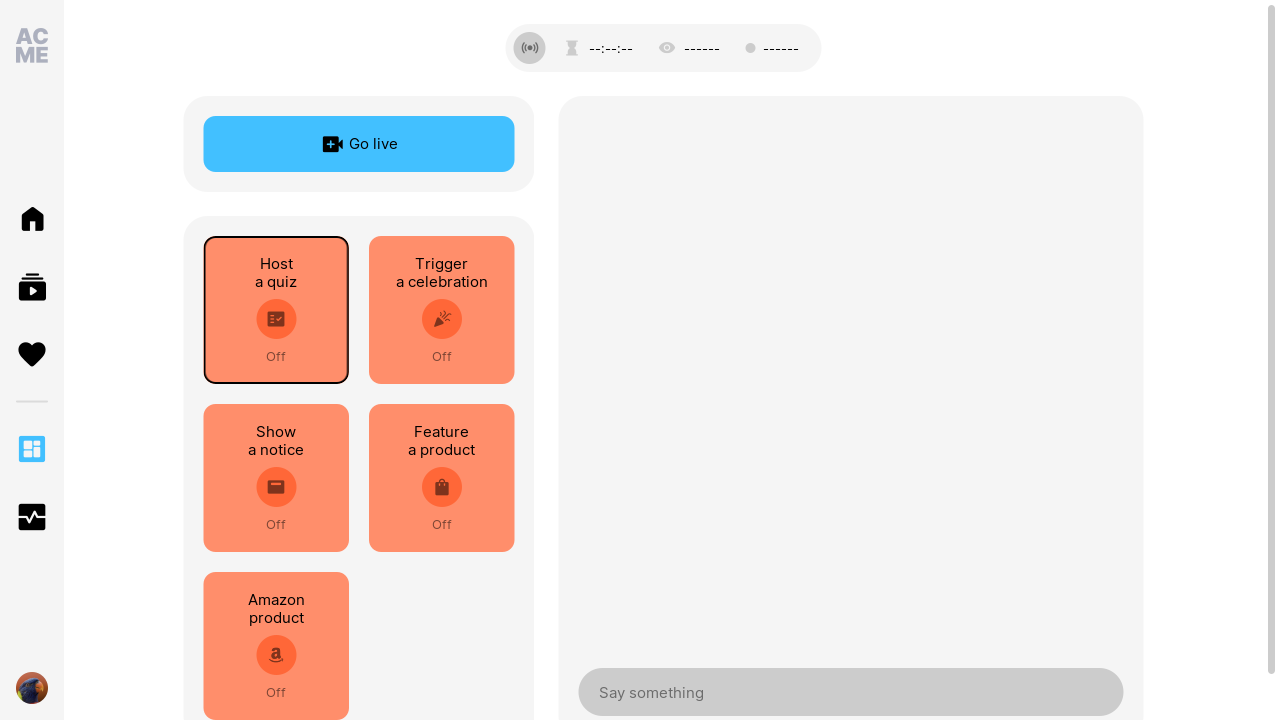 AC
ME
--:--:--
------
------
Go live
Host
a quiz
Off
Trigger
a celebration
Off
Show
a notice
Off
Feature
a product
Off
Amazon
product
Off
Say something